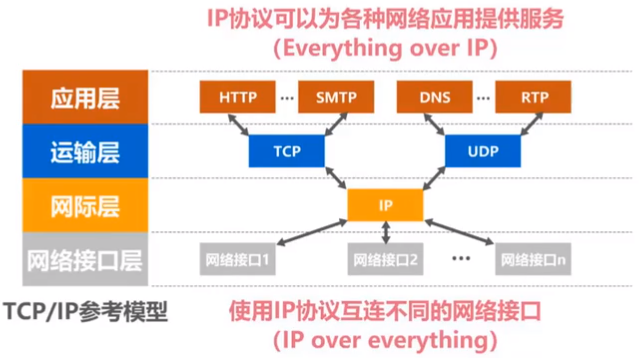 IP协议可以为各种网络应用提供服务
（Everything over IP）
应用层 HTTP ··· SMTP DNS ··· RTP
运输层 TCP UDP
网际层 IP
网络接口层 网络接口1 网络接口2 ··· 网络接口n
TCP/IP参考模型 使用IP协议互连不同的网络接口
（IP over everything）